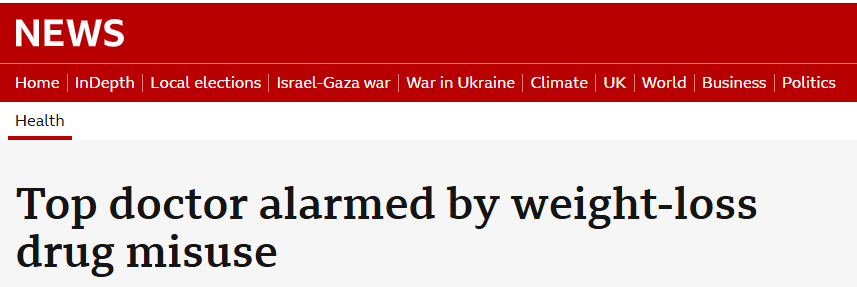 NEWS
Home InDepth Local elections Israel-Gaza war War in Ukraine Climate UK World Business Politics
Health
Top doctor alarmed by weight-loss
drug misuse